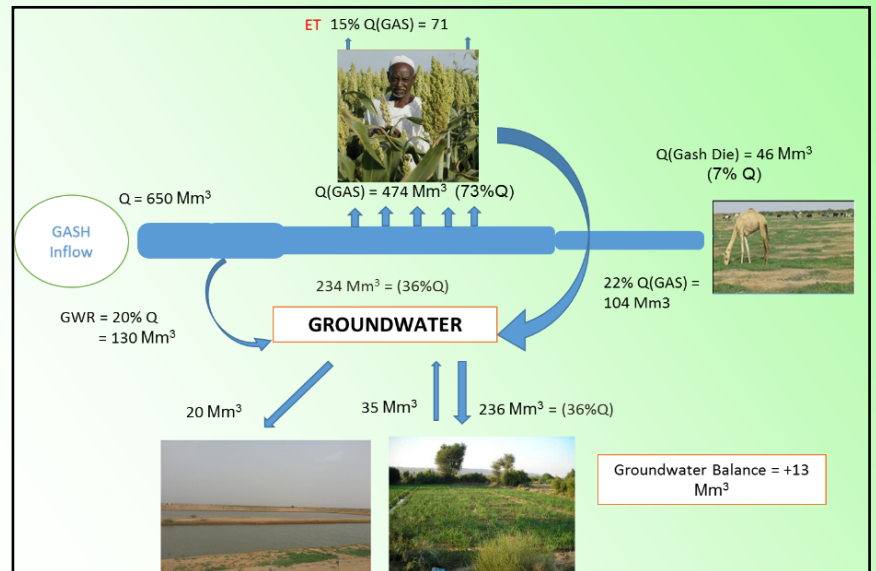 ET 15% Q(GAS) = 71
Q(Gash Die) = 46 Mm³
(7% Q)
Q = 650 Mm³
Q(GAS) = 474 Mm³ (73%Q)
GASH
Inflow
234 Mm³ = (36%Q)
22% Q(GAS) =
104 Mm3
GWR = 20% Q
= 130 Mm³
GROUNDWATER
20 Mm³
35 Mm³
236 Mm³ = (36%Q)
Groundwater Balance = +13
Mm³